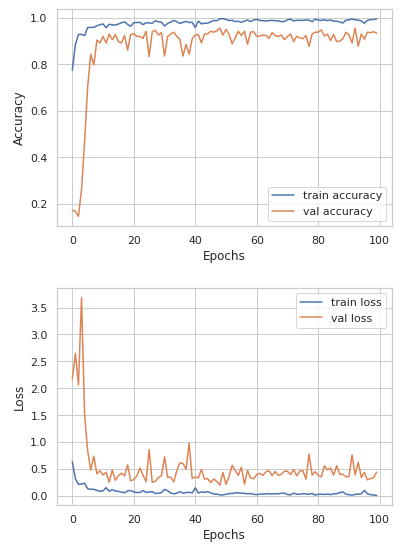 1.0
0.8
0.6
0.4
0.2
Accuracy
train accuracy
val accuracy
0 20 40 60 80 100
Epochs
3.5
3.0
2.5
2.0
1.5
1.0
0.5
0.0
Loss
train loss
val loss
0 20 40 60 80 100
Epochs